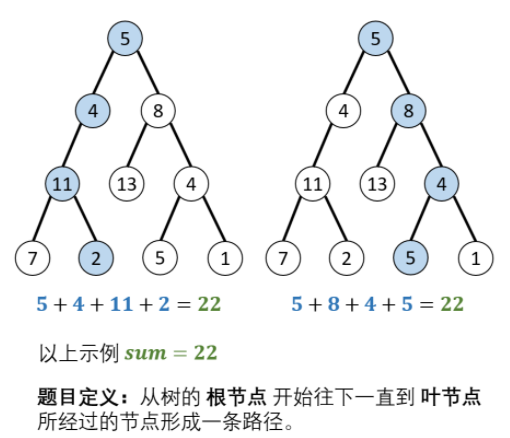 5 5
4 8 4 8
11 13 4 11 13 4
7 2 5 1 7 2 5 1
5 + 4 + 11 + 2 = 22 5 + 8 + 4 + 5 = 22
以上示例 sum = 22
题目定义：从树的 根节点 开始往下一直到 叶节点
所经过的节点形成一条路径。